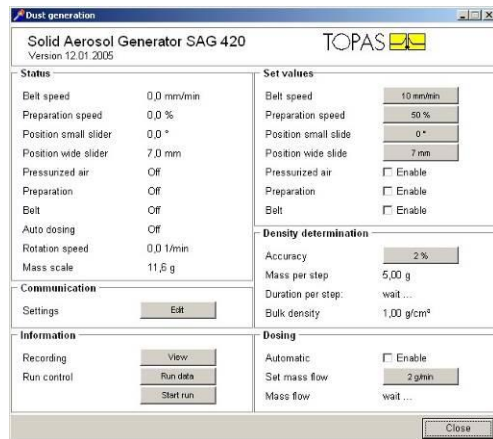 Dust generation
Solid Aerosol Generator SAG 420
Version 12.01.2005
TOPAS
Status
Belt speed 0,0 mm/min
Preparation speed 0,0 %
Position small slider 0,0 °
Position wide slider 7,0 mm
Pressurized air Off
Preparation Off
Belt Off
Auto dosing Off
Rotation speed 0,0 1/min
Mass scale 11,6 g
Communication
Settings Edit
Information
Recording View
Run control Run data
Start run
Set values
Belt speed 10 mm/min
Preparation speed 50 %
Position small slide 0 °
Position wide slide 7 mm
Pressurized air Enable
Preparation Enable
Belt Enable
Density determination
Accuracy 2 %
Mass per step 5,00 g
Duration per step: wait ...
Bulk density 1,00 g/cm³
Dosing
Automatic Enable
Set mass flow 2 g/min
Mass flow wait ...
Close